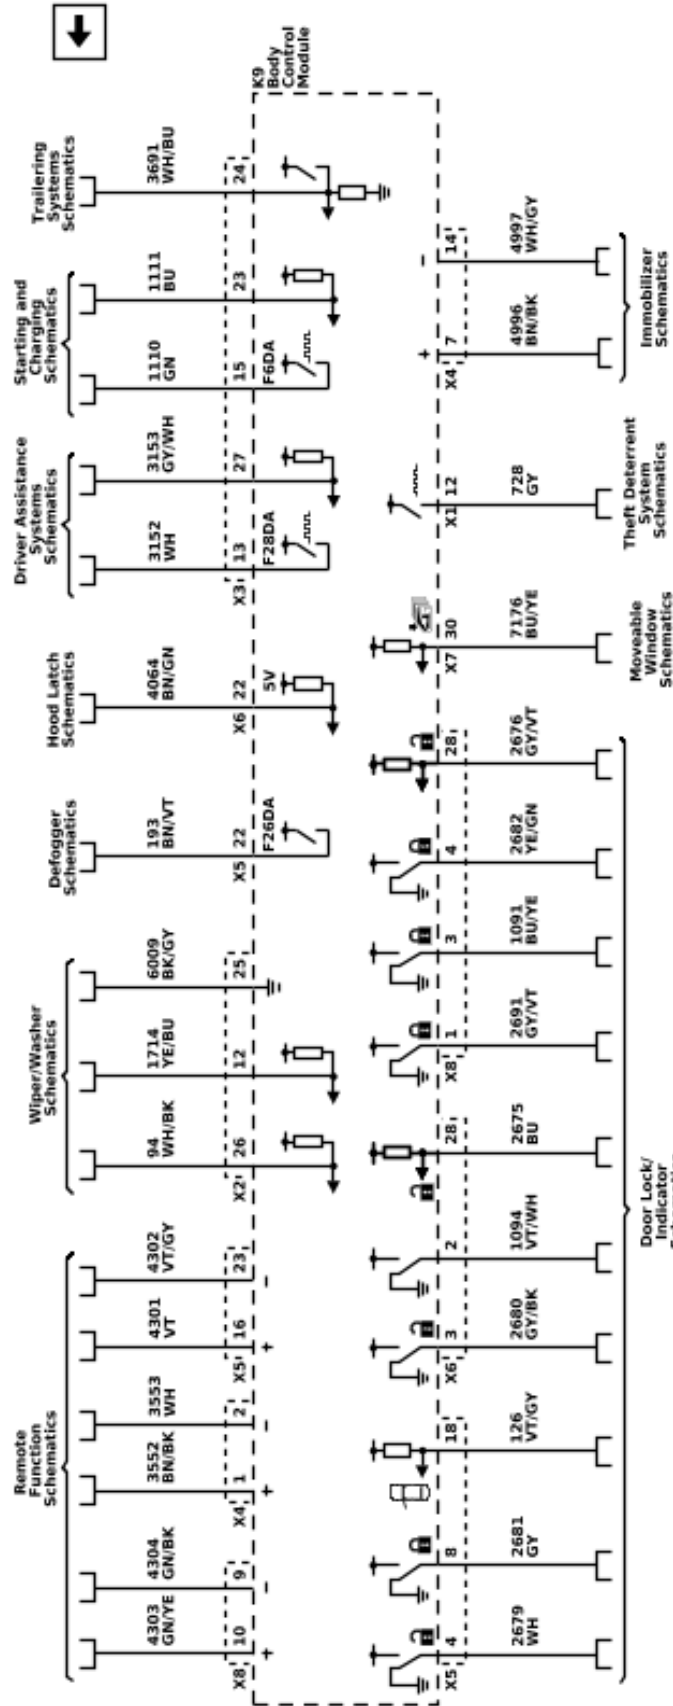 Remote
Function
Schematics
Wiper/Washer
Schematics
Defogger
Schematics
Hood Latch
Schematics
Driver Assistance
Systems
Schematics
Starting and
Charging
Schematics
Trailering
Systems
Schematics
4303
GN/YE
4304
GN/BK
3552
BN/BK
3553
WH
4301
VT
4302
VT/GY
94
WH/BK
1714
YE/BU
6009
BK/GY
193
BN/VT
4064
BN/GN
3152
WH
3153
GY/WH
1110
GN
1111
BU
3691
WH/BU
X8 10 9
X4 1 2
X5 16 23
X2 26 12 25
X5 22
X6 22
X3 13 27 15 23 24
+ - + - + -
F26DA
5V
F28DA
F6DA
K9
Body
Control
Module
+ -
X5 4 8 18
X6 3 2 28
X8 1 3 4 28
X7 30
X1 12
X4 7 14
2679
WH
2681
GY
126
VT/GY
2680
GY/BK
1094
VT/WH
2675
BU
2691
GY/VT
1091
BU/YE
2682
YE/GN
2676
GY/VT
7176
BU/YE
728
GY
4996
BN/BK
4997
WH/GY
Door Lock/
Indicator
Moveable
Window
Schematics
Theft Deterrent
System
Schematics
Immobilizer
Schematics